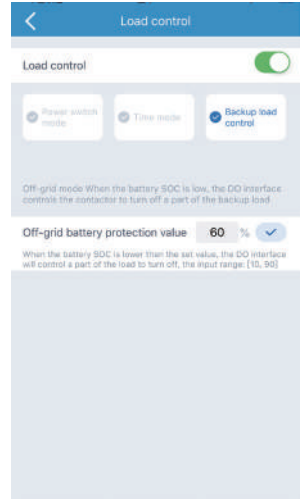 Load control
Load control
Power switch
mode
Time mode
Backup load
control
Off-grid mode When the battery SOC is low, the DO interface
controls the contactor to turn off a part of the backup load
Off-grid battery protection value 60 %
When the battery SOC is lower than the set value, the DO interface
will control a part of the load to turn off, the input range: [10, 90]